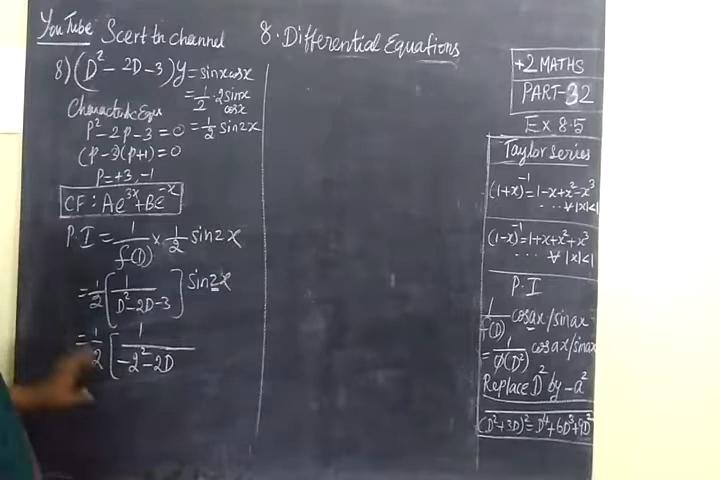 YouTube Scert tn channel
8. Differential Equations
8) (D² - 2D - 3) y = sinx cosx
= 1/2 · 2 sinx cosx
= 1/2 sin2x
Characteristic Equn
p² - 2p - 3 = 0
(p - 3)(p + 1) = 0
p = +3, -1
CF : Ae^3x + Be^-x
P.I = 1/f(D) × 1/2 sin2x
= 1/2 [1/(D² - 2D - 3)] sin2x
= 1/2 [1/(-2² - 2D
+2 MATHS
PART-32
Ex 8.5
Taylor series
(1+x)^-1 = 1 - x + x² - x³
... ∀ |x|<1
(1-x)^-1 = 1 + x + x² + x³
... ∀ |x|<1
P.I
1/f(D) cosax/sinax
= 1/φ(D²) cosax/sinax
Replace D² by -a²
(D²+3D)² = D⁴+6D³+9D²